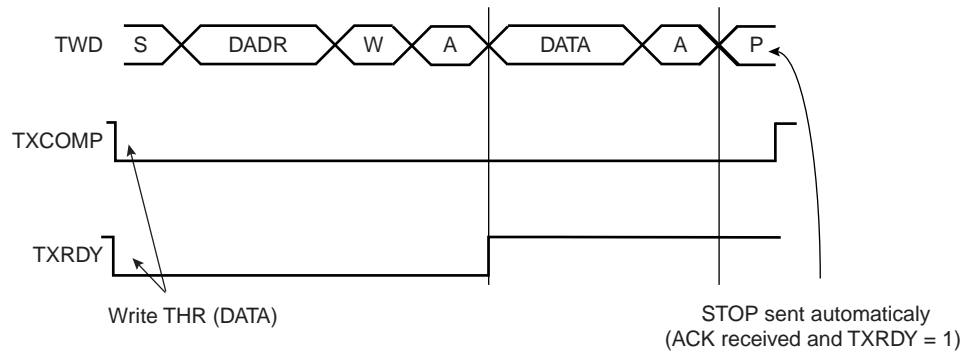 TWD S DADR W A DATA A P
TXCOMP
TXRDY
Write THR (DATA)
STOP sent automaticaly
(ACK received and TXRDY = 1)